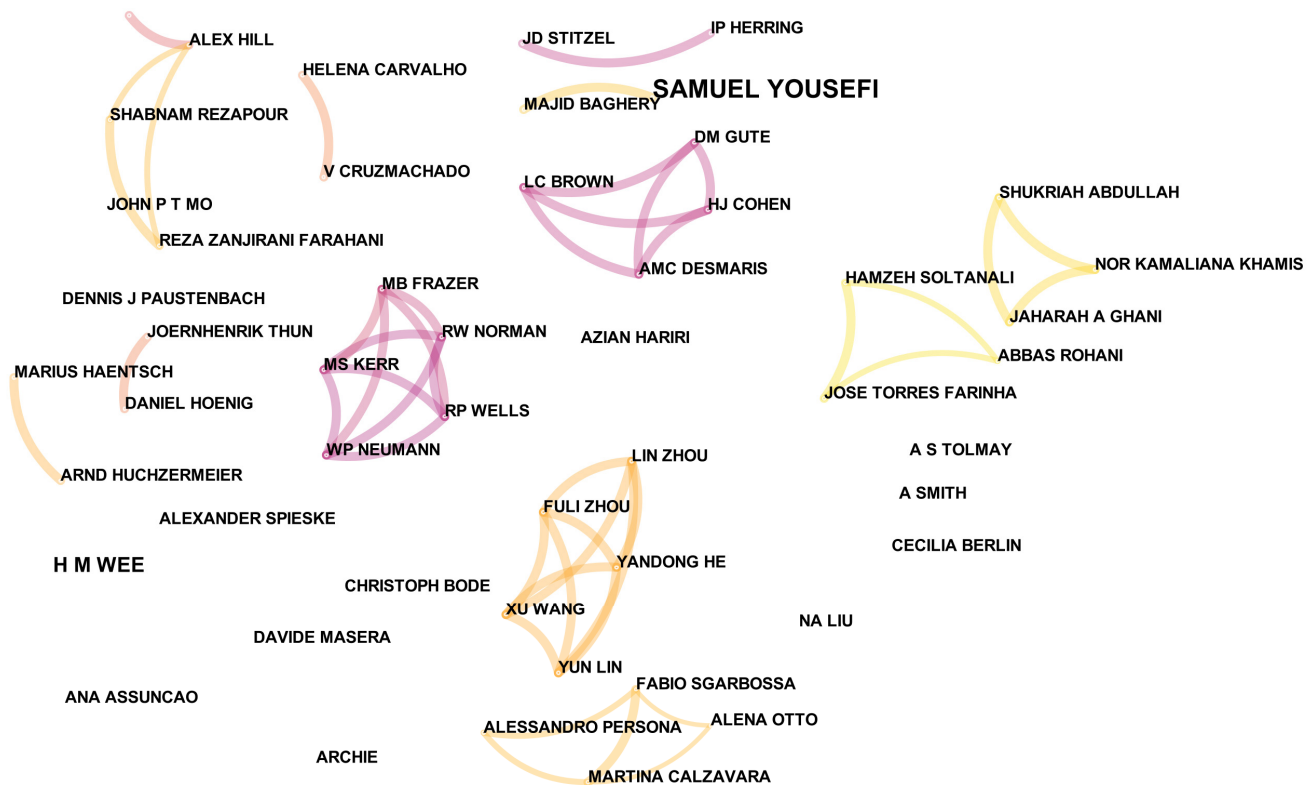 ALEX HILL
JD STITZEL
IP HERRING
HELENA CARVALHO
SAMUEL YOUSEFI
MAJID BAGHERY
SHABNAM REZAPOUR
DM GUTE
V CRUZMACHADO
LC BROWN
SHUKRIAH ABDULLAH
JOHN P T MO
HJ COHEN
REZA ZANJIRANI FARAHANI
AMC DESMARIS
NOR KAMALIANA KHAMIS
HAMZEH SOLTANALI
MB FRAZER
DENNIS J PAUSTENBACH
JAHARAH A GHANI
JOERNHENRIK THUN
RW NORMAN
AZIAN HARIRI
ABBAS ROHANI
MS KERR
MARIUS HAENTSCH
JOSE TORRES FARINHA
DANIEL HOENIG
RP WELLS
WP NEUMANN
A S TOLMAY
LIN ZHOU
ARND HUCHZERMEIER
A SMITH
FULI ZHOU
ALEXANDER SPIESKE
CECILIA BERLIN
H M WEE
YANDONG HE
CHRISTOPH BODE
XU WANG
NA LIU
DAVIDE MASERA
YUN LIN
FABIO SGARBOSSA
ANA ASSUNCAO
ALENA OTTO
ALESSANDRO PERSONA
ARCHIE
MARTINA CALZAVARA